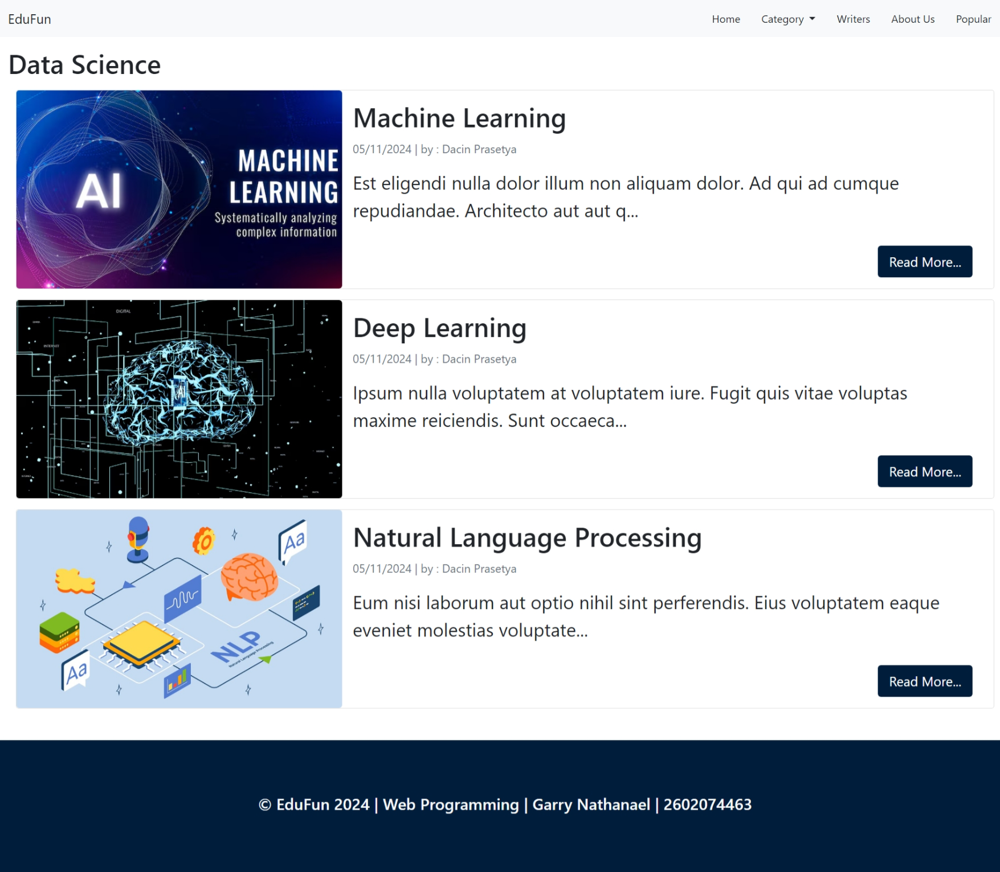 EduFun
Home Category Writers About Us Popular
Data Science
AI
MACHINE
LEARNING
Systematically analyzing
complex information
Machine Learning
05/11/2024 | by : Dacin Prasetya
Est eligendi nulla dolor illum non aliquam dolor. Ad qui ad cumque
repudiandae. Architecto aut aut q...
Read More...
DIGITAL
INTERNET
AI
Deep Learning
05/11/2024 | by : Dacin Prasetya
Ipsum nulla voluptatem at voluptatem iure. Fugit quis vitae voluptas
maxime reiciendis. Sunt occaeca...
Read More...
Aa
NLP
Natural Language Processing
Aa
Natural Language Processing
05/11/2024 | by : Dacin Prasetya
Eum nisi laborum aut optio nihil sint perferendis. Eius voluptatem eaque
eveniet molestias voluptate...
Read More...
© EduFun 2024 | Web Programming | Garry Nathanael | 2602074463